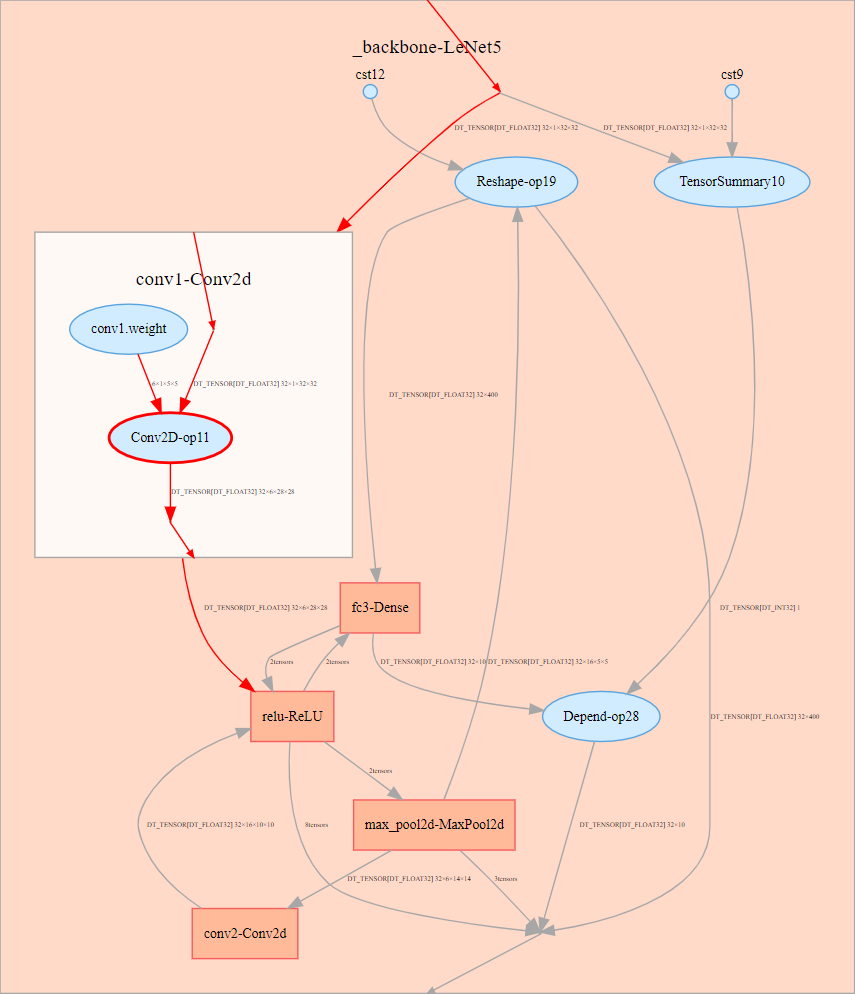 _backbone-LeNet5
cst12
cst9
DT_TENSOR[DT_FLOAT32] 32×1×32×32
DT_TENSOR[DT_FLOAT32] 32×1×32×32
Reshape-op19
TensorSummary10
conv1-Conv2d
conv1.weight
6×1×5×5
DT_TENSOR[DT_FLOAT32] 32×1×32×32
DT_TENSOR[DT_FLOAT32] 32×400
Conv2D-op11
DT_TENSOR[DT_FLOAT32] 32×6×28×28
fc3-Dense
DT_TENSOR[DT_FLOAT32] 32×6×28×28
DT_TENSOR[DT_INT32] 1
2tensors
2tensors
DT_TENSOR[DT_FLOAT32] 32×10
DT_TENSOR[DT_FLOAT32] 32×16×5×5
relu-ReLU
Depend-op28
DT_TENSOR[DT_FLOAT32] 32×400
2tensors
DT_TENSOR[DT_FLOAT32] 32×16×10×10
8tensors
max_pool2d-MaxPool2d
DT_TENSOR[DT_FLOAT32] 32×10
DT_TENSOR[DT_FLOAT32] 32×6×14×14
3tensors
conv2-Conv2d